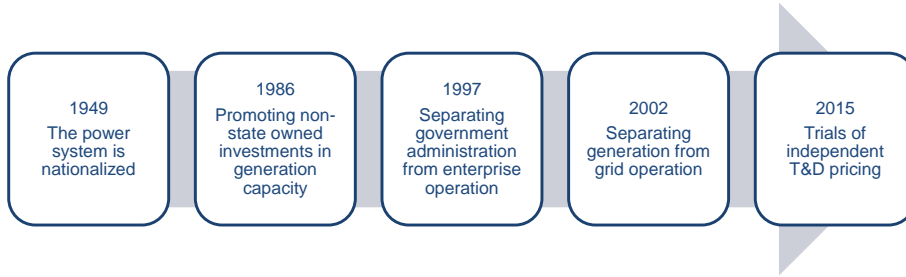 1949
The power
system is
nationalized
1986
Promoting non-
state owned
investments in
generation
capacity
1997
Separating
government
administration
from enterprise
operation
2002
Separating
generation from
grid operation
2015
Trials of
independent
T&D pricing